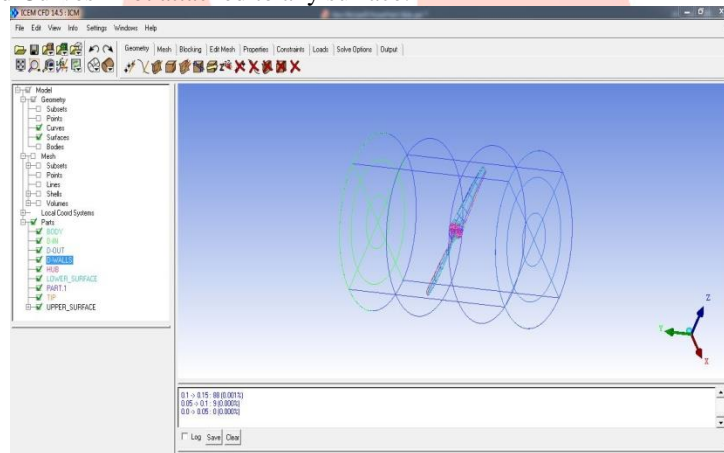 ICEM CFD 14.5 : ICM
File Edit View Info Settings Windows Help
Geometry Mesh Blocking Edit Mesh Properties Constraints Loads Solve Options Output
Model
Geometry
Subsets
Points
Curves
Surfaces
Bodies
Mesh
Subsets
Points
Lines
Shells
Volumes
Local Coord Systems
Parts
BODY
D-IN
D-OUT
D-WALLS
HUB
LOWER_SURFACE
PART.1
TIP
UPPER_SURFACE
Z
Y
X
0.1 -> 0.15 : 88 (0.001%)
0.05 -> 0.1 : 9 (0.000%)
0.0 -> 0.05 : 0 (0.000%)
Log Save Clear